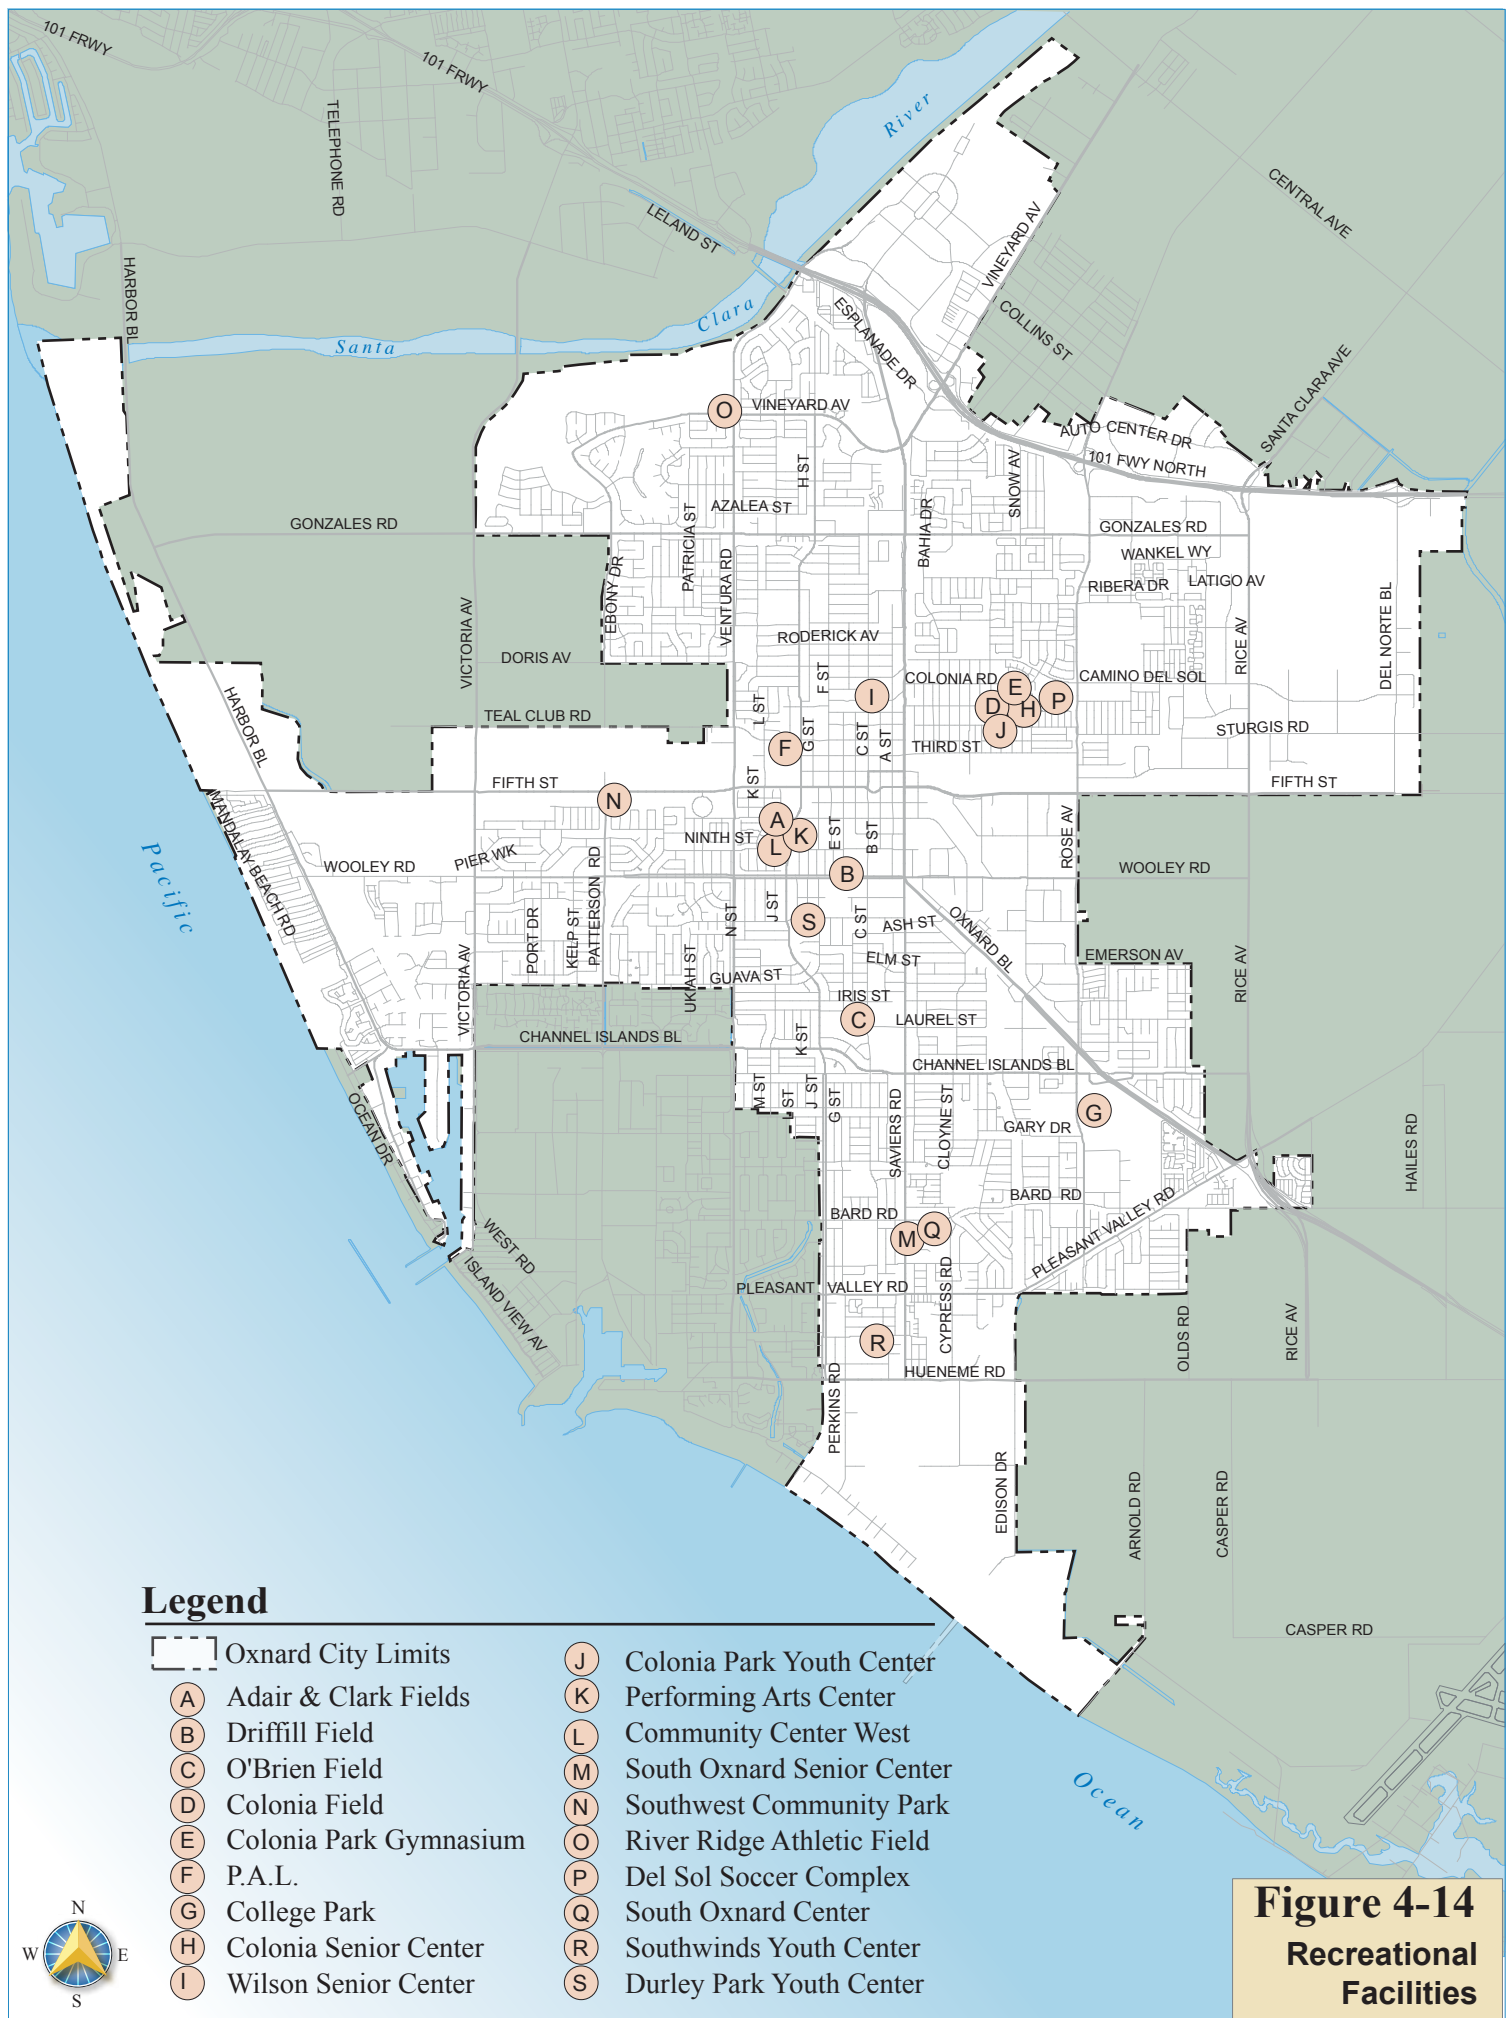 101 FRWY
101 FRWY
TELEPHONE RD
River
CENTRAL AVE
LELAND ST
VINEYARD AV
HARBOR BL
Clara
Santa
ESPLANADE DR
COLLINS ST
SANTA CLARA AVE
O
VINEYARD AV
AUTO CENTER DR
101 FWY NORTH
H ST
SNOW AV
GONZALES RD
AZALEA ST
PATRICIA ST
BAHIA DR
GONZALES RD
WANKEL WY
EBONY DR
VENTURA RD
RIBERA DR
LATIGO AV
DEL NORTE BL
VICTORIA AV
RODERICK AV
RICE AV
DORIS AV
F ST
COLONIA RD
CAMINO DEL SOL
HARBOR BL
I
E
D
H
P
J
L ST
TEAL CLUB RD
F
G ST
C ST
A ST
THIRD ST
STURGIS RD
FIFTH ST
K ST
FIFTH ST
N
MANDALAY BEACH RD
A
K
L
NINTH ST
E ST
B ST
ROSE AV
Pacific
WOOLEY RD
PIER WK
B
WOOLEY RD
PATTERSON RD
PORT DR
KELP ST
N ST
J ST
S
C ST
ASH ST
OXNARD BL
ELM ST
EMERSON AV
VICTORIA AV
UKIAH ST
GUAVA ST
IRIS ST
RICE AV
C
LAUREL ST
CHANNEL ISLANDS BL
K ST
CHANNEL ISLANDS BL
OCEAN DR
M ST
J ST
G ST
SAVIERS RD
CLOYNE ST
G
GARY DR
HAILES RD
BARD RD
BARD RD
WEST RD
M
Q
PLEASANT VALLEY RD
ISLAND VIEW AV
PLEASANT VALLEY RD
CYPRESS RD
R
OLDS RD
RICE AV
HUENEME RD
PERKINS RD
EDISON DR
ARNOLD RD
CASPER RD
CASPER RD
Ocean
Legend
Oxnard City Limits
A Adair & Clark Fields
B Driffill Field
C O'Brien Field
D Colonia Field
E Colonia Park Gymnasium
F P.A.L.
G College Park
H Colonia Senior Center
I Wilson Senior Center
J Colonia Park Youth Center
K Performing Arts Center
L Community Center West
M South Oxnard Senior Center
N Southwest Community Park
O River Ridge Athletic Field
P Del Sol Soccer Complex
Q South Oxnard Center
R Southwinds Youth Center
S Durley Park Youth Center
N
W
E
S
Figure 4-14
Recreational
Facilities